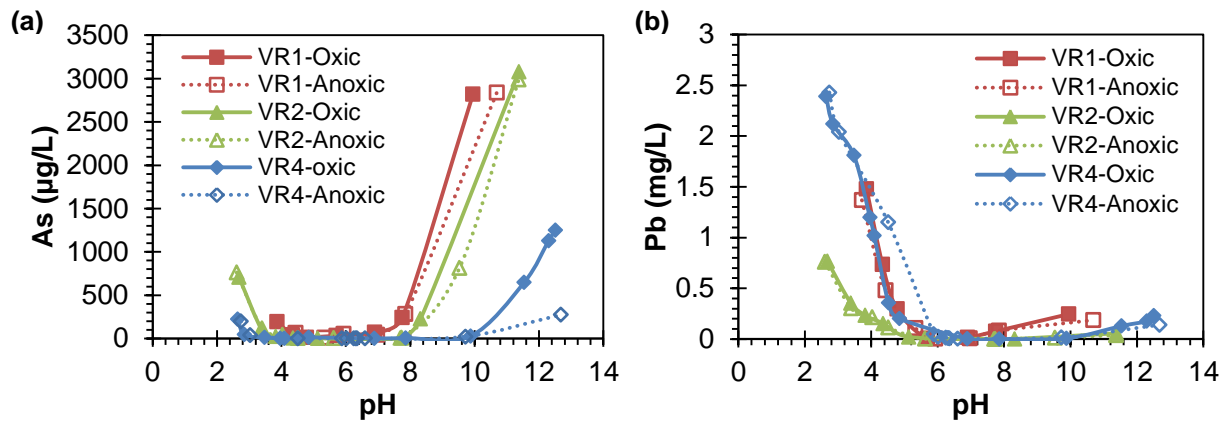 (a)
As (µg/L)
3500
3000
2500
2000
1500
1000
500
0
VR1-Oxic
VR1-Anoxic
VR2-Oxic
VR2-Anoxic
VR4-oxic
VR4-Anoxic
0 2 4 6 8 10 12 14
pH
(b)
Pb (mg/L)
3
2.5
2
1.5
1
0.5
0
VR1-Oxic
VR1-Anoxic
VR2-Oxic
VR2-Anoxic
VR4-Oxic
VR4-Anoxic
0 2 4 6 8 10 12 14
pH